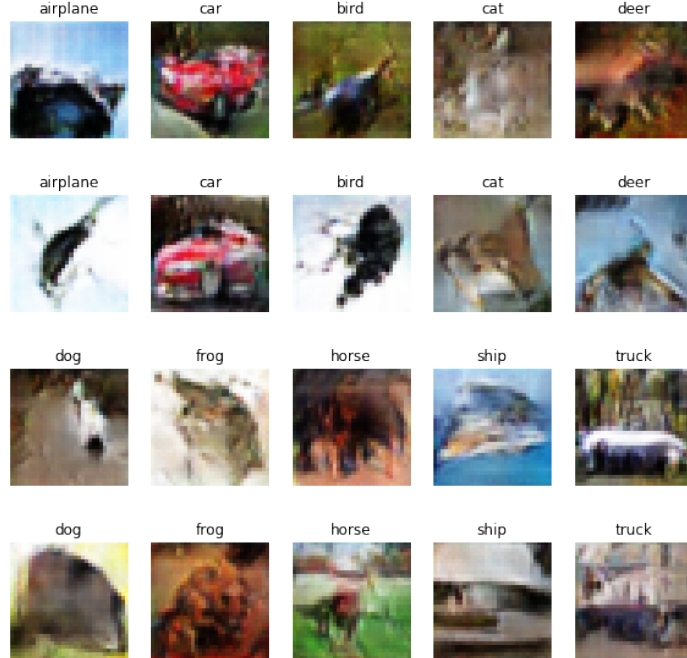 airplane car bird cat deer
airplane car bird cat deer
dog frog horse ship truck
dog frog horse ship truck